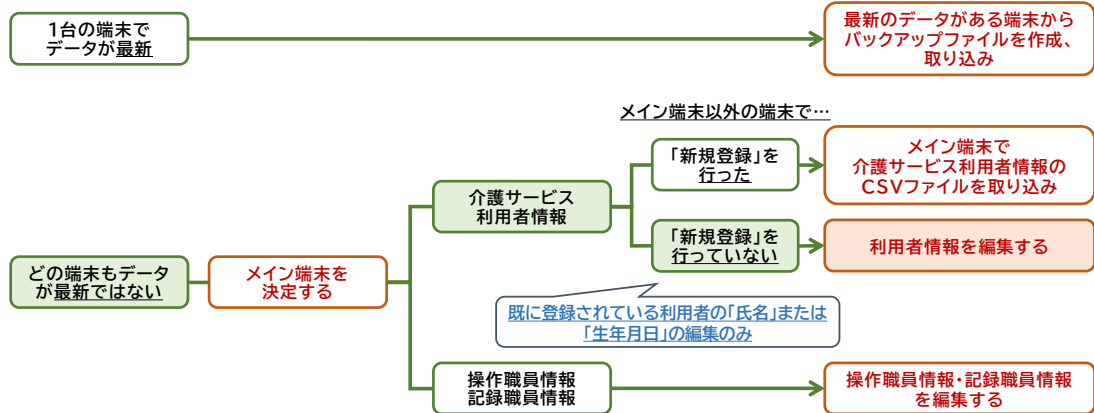 1台の端末で
データが最新
最新のデータがある端末から
バックアップファイルを作成、
取り込み
メイン端末以外の端末で…
「新規登録」を
行った
メイン端末で
介護サービス利用者情報の
CSVファイルを取り込み
介護サービス
利用者情報
「新規登録」を
行っていない
利用者情報を編集する
どの端末もデータ
が最新ではない
メイン端末を
決定する
既に登録されている利用者の「氏名」または
「生年月日」の編集のみ
操作職員情報
記録職員情報
操作職員情報・記録職員情報
を編集する